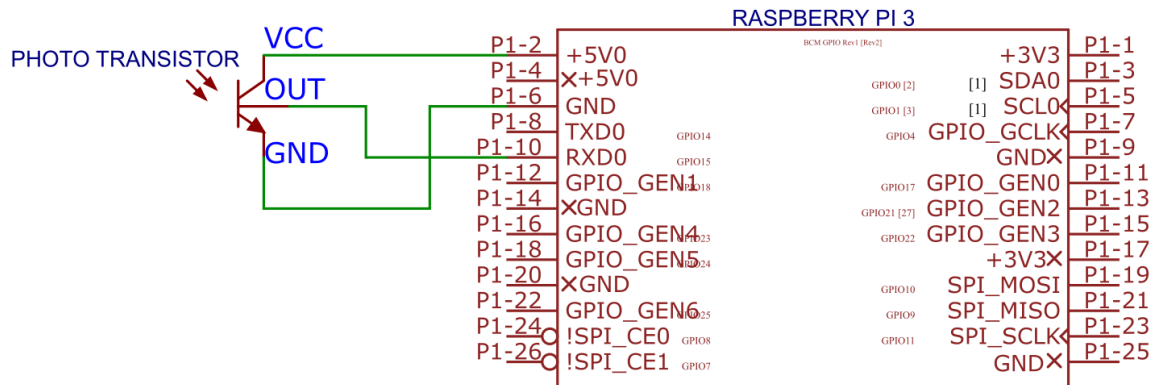 RASPBERRY PI 3
BCM GPIO Rev1 [Rev2]
PHOTO TRANSISTOR
VCC
OUT
GND
P1-2 +5V0 +3V3 P1-1
P1-4 +5V0 GPIO0 [2] [1] SDA0 P1-3
P1-6 GND GPIO1 [3] [1] SCL0 P1-5
P1-8 TXD0 GPIO14 GPIO4 GPIO_GCLK P1-7
P1-10 RXD0 GPIO15 GND P1-9
P1-12 GPIO_GEN1 GPIO18 GPIO17 GPIO_GEN0 P1-11
P1-14 GND GPIO21 [27] GPIO_GEN2 P1-13
P1-16 GPIO_GEN4 GPIO23 GPIO22 GPIO_GEN3 P1-15
P1-18 GPIO_GEN5 GPIO24 +3V3 P1-17
P1-20 GND GPIO10 SPI_MOSI P1-19
P1-22 GPIO_GEN6 GPIO25 GPIO9 SPI_MISO P1-21
P1-24 !SPI_CE0 GPIO8 GPIO11 SPI_SCLK P1-23
P1-26 !SPI_CE1 GPIO7 GND P1-25